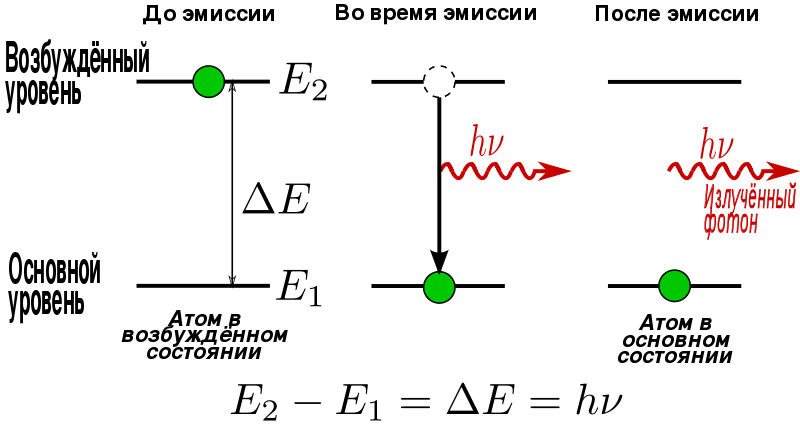 До эмиссии
Во время эмиссии
После эмиссии
Возбуждённый
уровень
E₂
hν
hν
ΔE
Излучённый
фотон
Основной
уровень
E₁
Атом в
возбуждённом
состоянии
Атом в
основном
состоянии
E₂ − E₁ = ΔE = hν